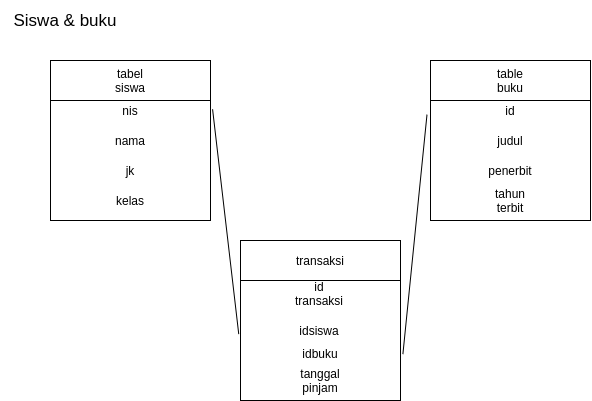 Siswa & buku
tabel
siswa
nis
nama
jk
kelas
table
buku
id
judul
penerbit
tahun
terbit
transaksi
id
transaksi
idsiswa
idbuku
tanggal
pinjam